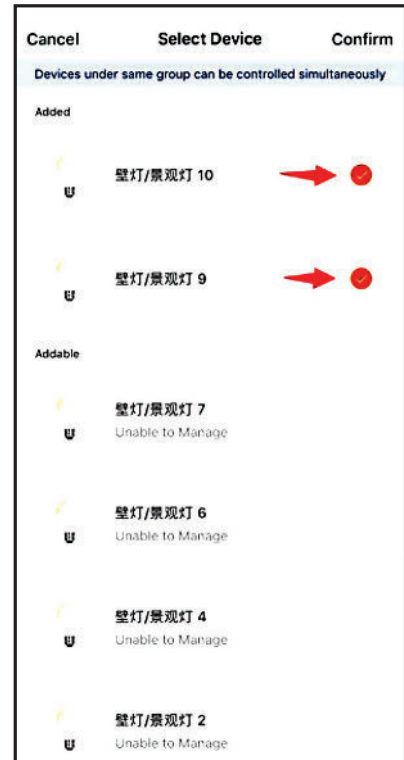 Cancel Select Device Confirm
Devices under same group can be controlled simultaneously
Added
壁灯/景观灯 10
壁灯/景观灯 9
Addable
壁灯/景观灯 7
Unable to Manage
壁灯/景观灯 6
Unable to Manage
壁灯/景观灯 4
Unable to Manage
壁灯/景观灯 2
Unable to Manage